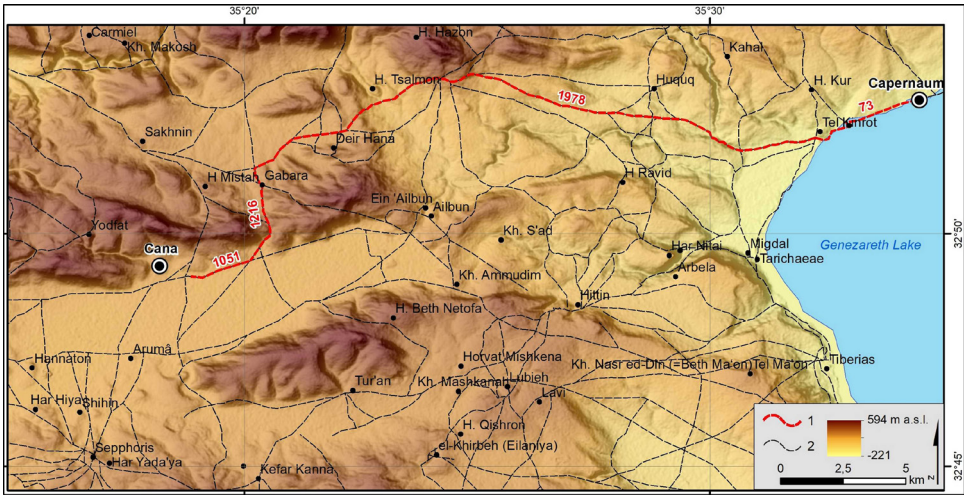 35°20'
35°30'
Carmiel
Kh. Makosh
H. Hazon
Kahal
H. Tsalmon
Huquq
H. Kur
Capernaum
1978
73
Tel Kinrot
Sakhnin
Deir Hana
H Mistah
Gabara
H Ravid
Ein 'Ailbun
Ailbun
1216
Yodfat
Kh. S'ad
32°50'
Cana
Har Nitai
Migdal
Genezareth Lake
Tarichaeae
1051
Arbela
Kh. Ammudim
Hittin
H. Beth Netofa
Hannaton
Arumá
Horvat Mishkena
Kh. Nasr ed-Din (=Beth Ma'on)
Tel Ma'on
Tiberias
Tur'an
Kh. Mashkanah
Lubieh
Lavi
Har Hiya
Shihin
H. Qishron
1
594 m a.s.l.
2
-221
Sepphoris
Har Yada'ya
el-Khirbeh (Eilaniya)
Kefar Kanna
0
2,5
5
km
N
32°45'